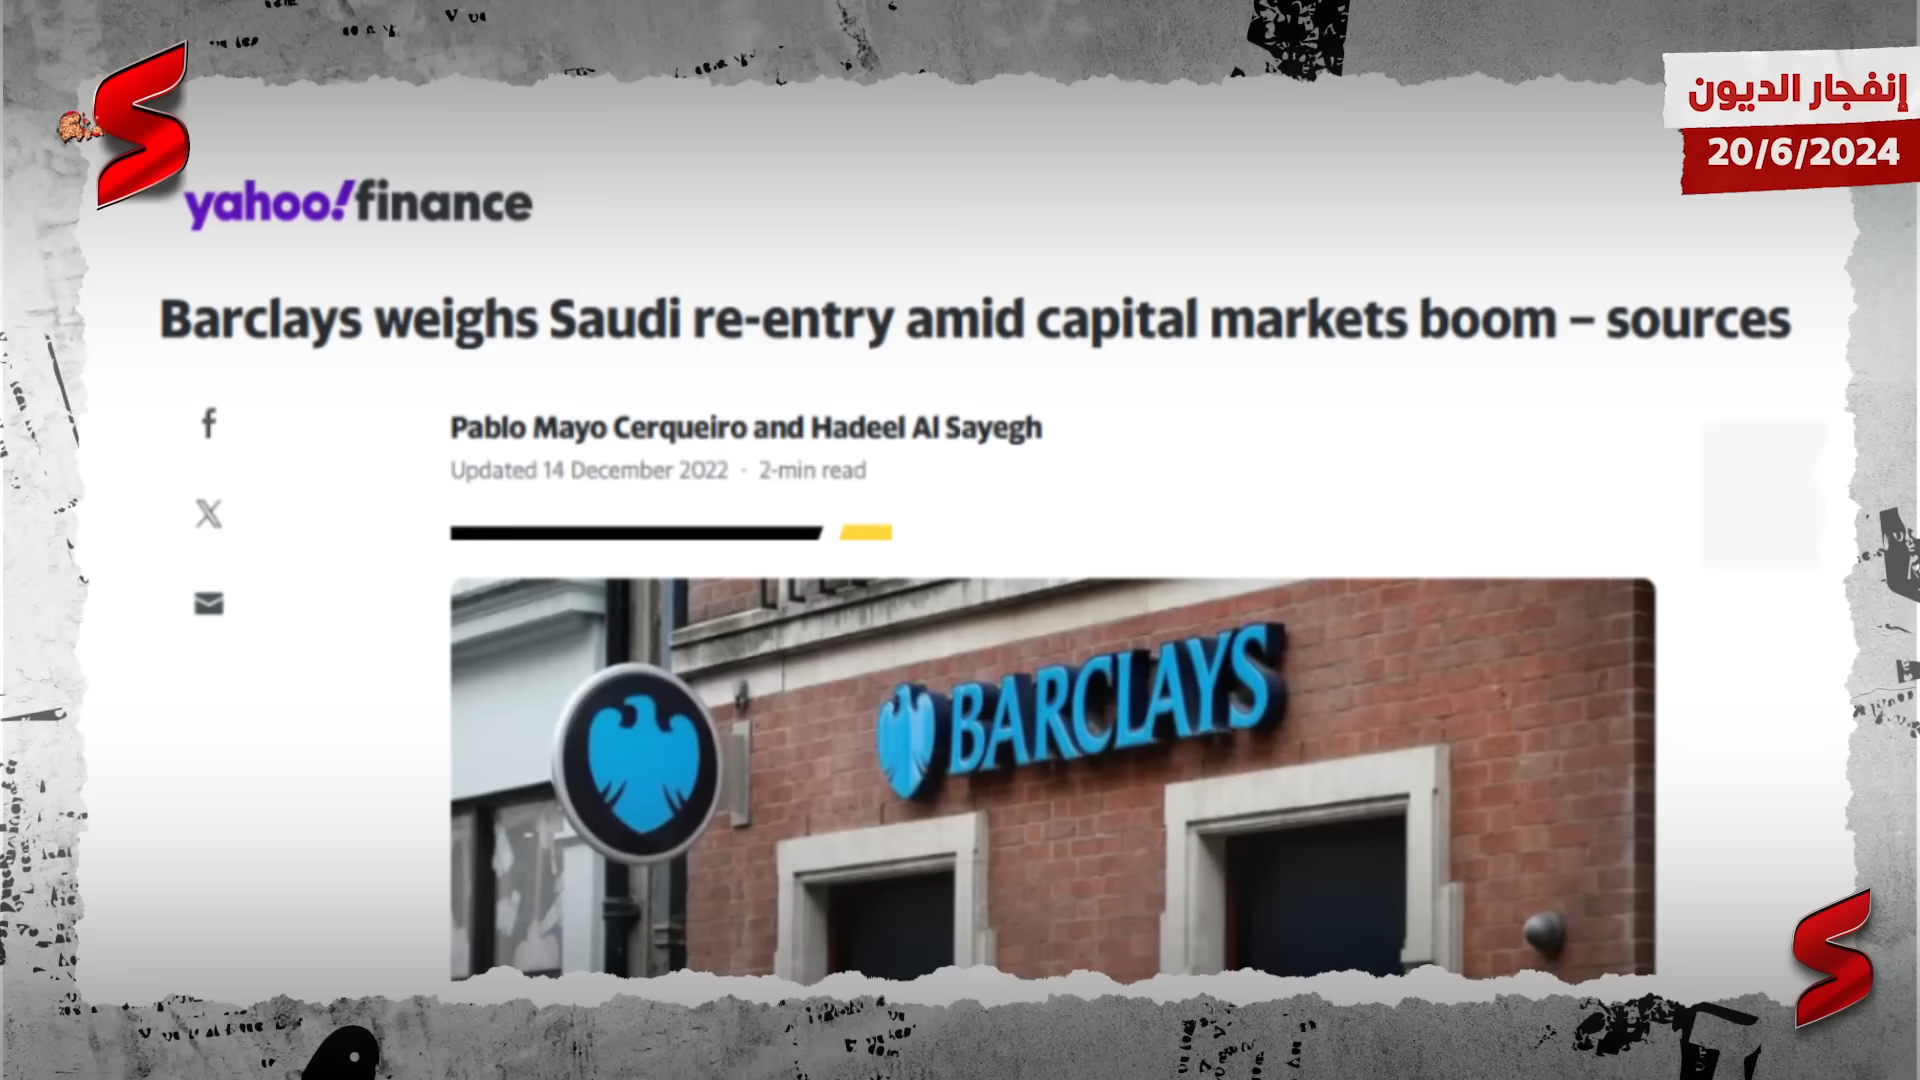 إنفجار الديون
20/6/2024
yahoo!finance
Barclays weighs Saudi re-entry amid capital markets boom – sources
Pablo Mayo Cerqueiro and Hadeel Al Sayegh
Updated 14 December 2022 · 2-min read
BARCLAYS